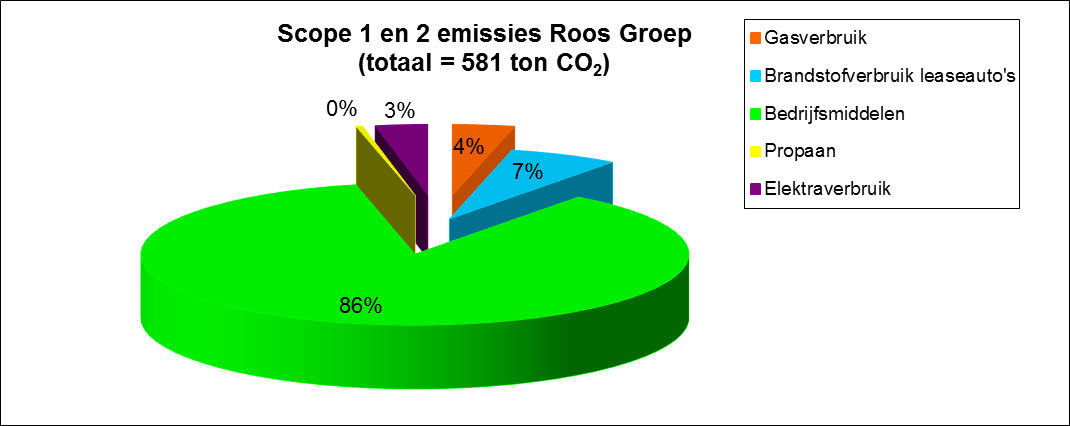 Scope 1 en 2 emissies Roos Groep
(totaal = 581 ton CO₂)
Gasverbruik
Brandstofverbruik leaseauto's
Bedrijfsmiddelen
Propaan
Elektraverbruik
0%
3%
4%
7%
86%